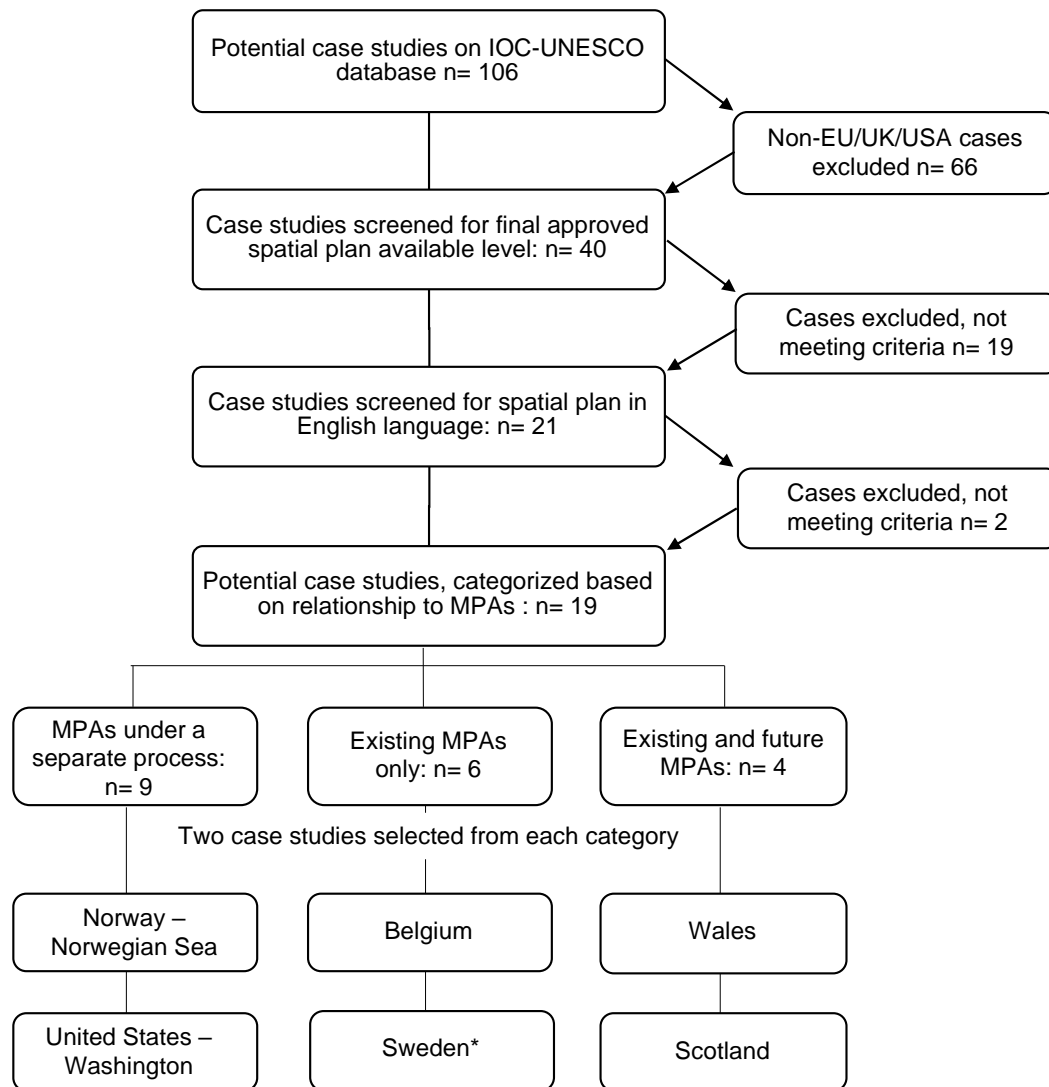 Potential case studies on IOC-UNESCO
database n= 106
Non-EU/UK/USA cases
excluded n= 66
Case studies screened for final approved
spatial plan available level: n= 40
Cases excluded, not
meeting criteria n= 19
Case studies screened for spatial plan in
English language: n= 21
Cases excluded, not
meeting criteria n= 2
Potential case studies, categorized based
on relationship to MPAs : n= 19
MPAs under a
separate process:
n= 9
Existing MPAs
only: n= 6
Existing and future
MPAs: n= 4
Two case studies selected from each category
Norway –
Norwegian Sea
Belgium
Wales
United States –
Washington
Sweden*
Scotland